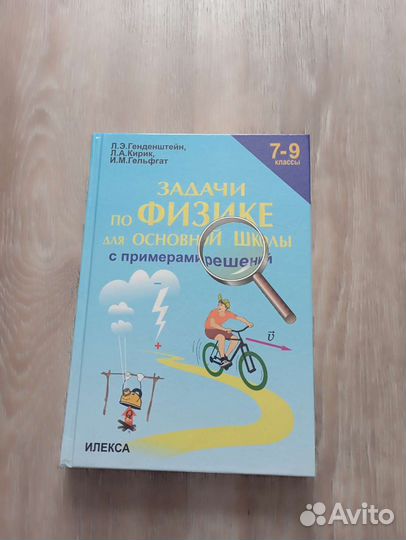 Л.Э.Генденштейн,
Л.А.Кирик,
И.М.Гельфгат
7-9
классы
ЗАДАЧИ
ПО ФИЗИКЕ
для ОСНОВНОЙ ШКОЛЫ
с примерами решений
−
+
v
ИЛЕКСА
Avito